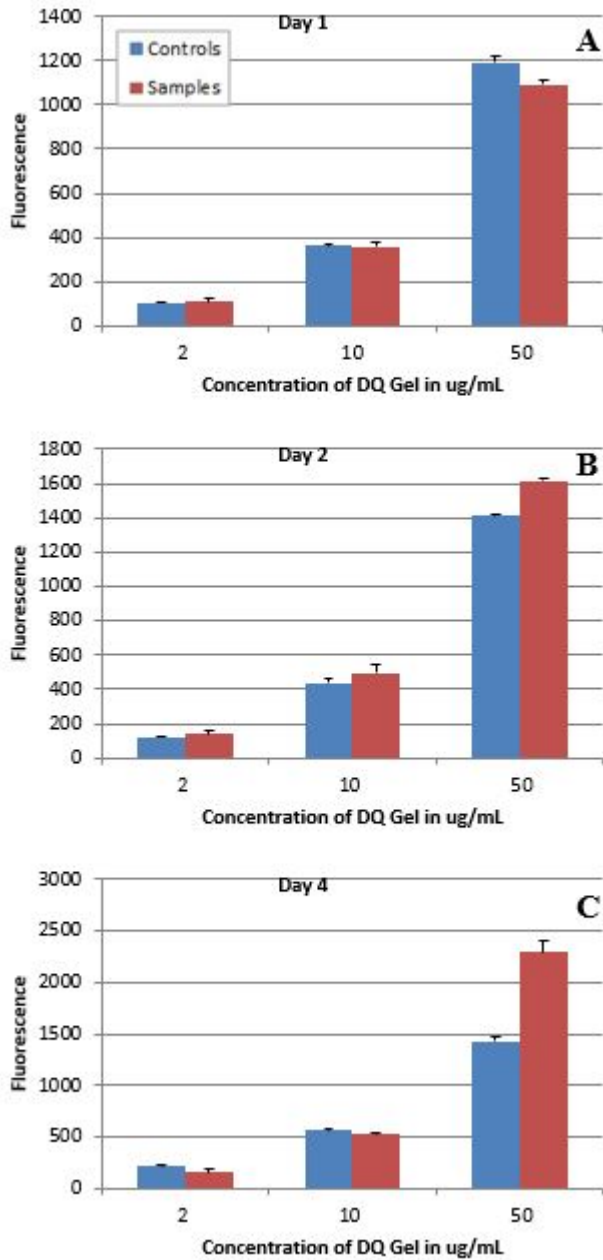 Day 1
A
Controls
Samples
1400
1200
1000
800
600
400
200
0
Fluorescence
2 10 50
Concentration of DQ Gel in ug/mL
Day 2
B
1800
1600
1400
1200
1000
800
600
400
200
0
Fluorescence
2 10 50
Concentration of DQ Gel in ug/mL
Day 4
C
3000
2500
2000
1500
1000
500
0
Fluorescence
2 10 50
Concentration of DQ Gel in ug/mL